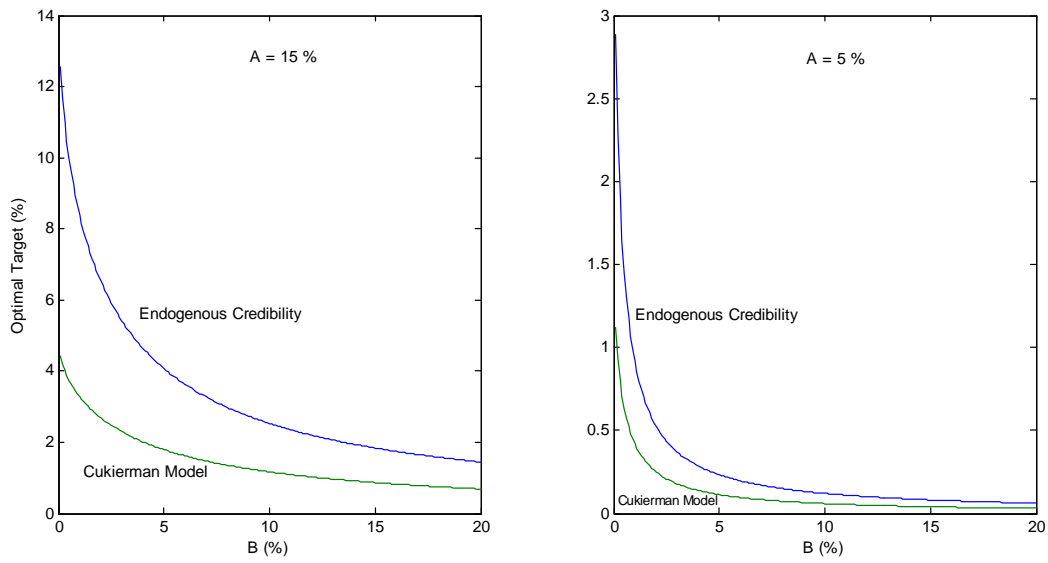 A = 15 %
14
12
10
8
6
4
2
0
Optimal Target (%)
Endogenous Credibility
Cukierman Model
0 5 10 15 20
B (%)
A = 5 %
3
2.5
2
1.5
1
0.5
0
Endogenous Credibility
Cukierman Model
0 5 10 15 20
B (%)